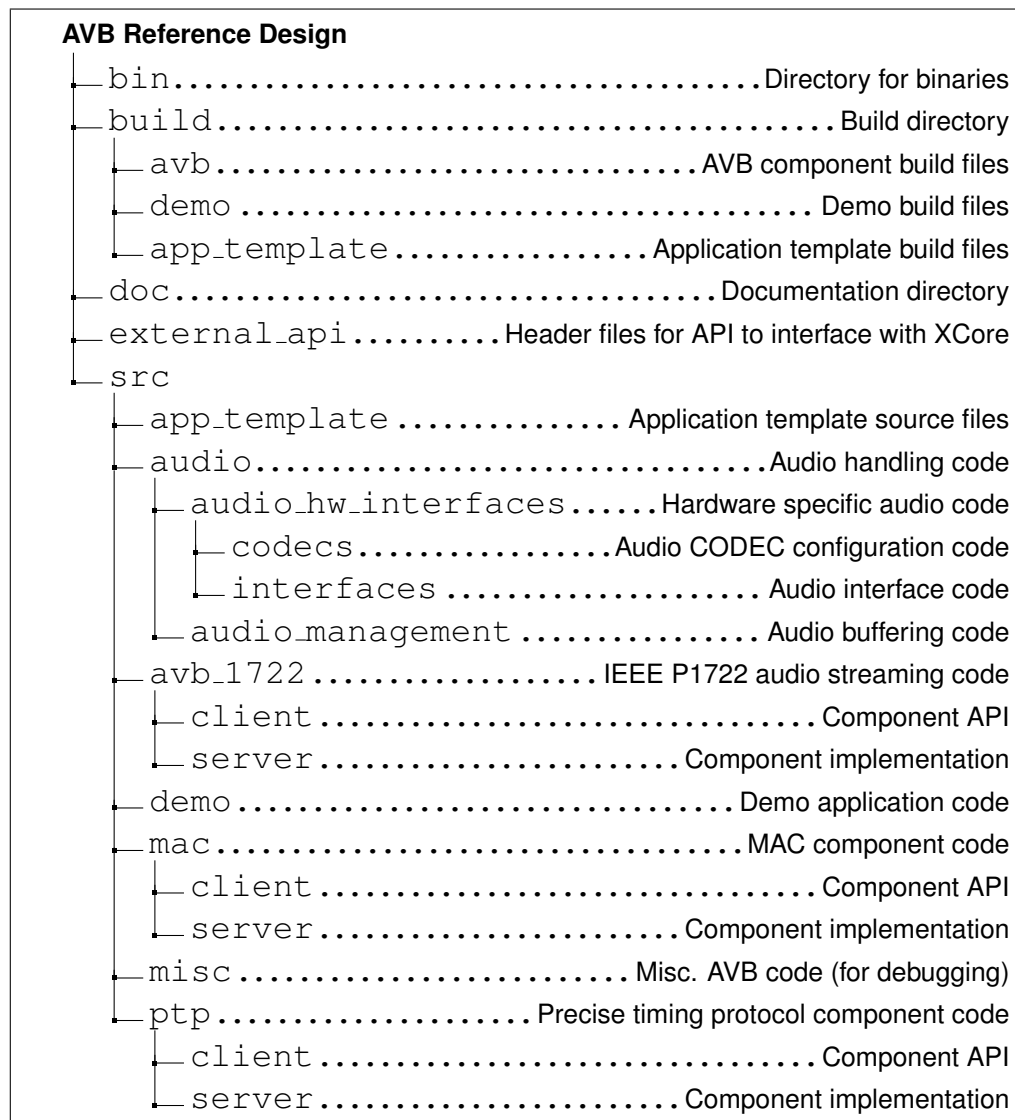 AVB Reference Design
bin.......................................Directory for binaries
build.........................................Build directory
avb................................AVB component build files
demo......................................Demo build files
app_template.................Application template build files
doc....................................Documentation directory
external_api..........Header files for API to interface with XCore
src
app_template...............Application template source files
audio..................................Audio handling code
audio_hw_interfaces......Hardware specific audio code
codecs.................Audio CODEC configuration code
interfaces.....................Audio interface code
audio_management................Audio buffering code
avb_1722...................IEEE P1722 audio streaming code
client.................................Component API
server........................Component implementation
demo.................................Demo application code
mac...................................MAC component code
client.................................Component API
server........................Component implementation
misc..........................Misc. AVB code (for debugging)
ptp.....................Precise timing protocol component code
client.................................Component API
server........................Component implementation